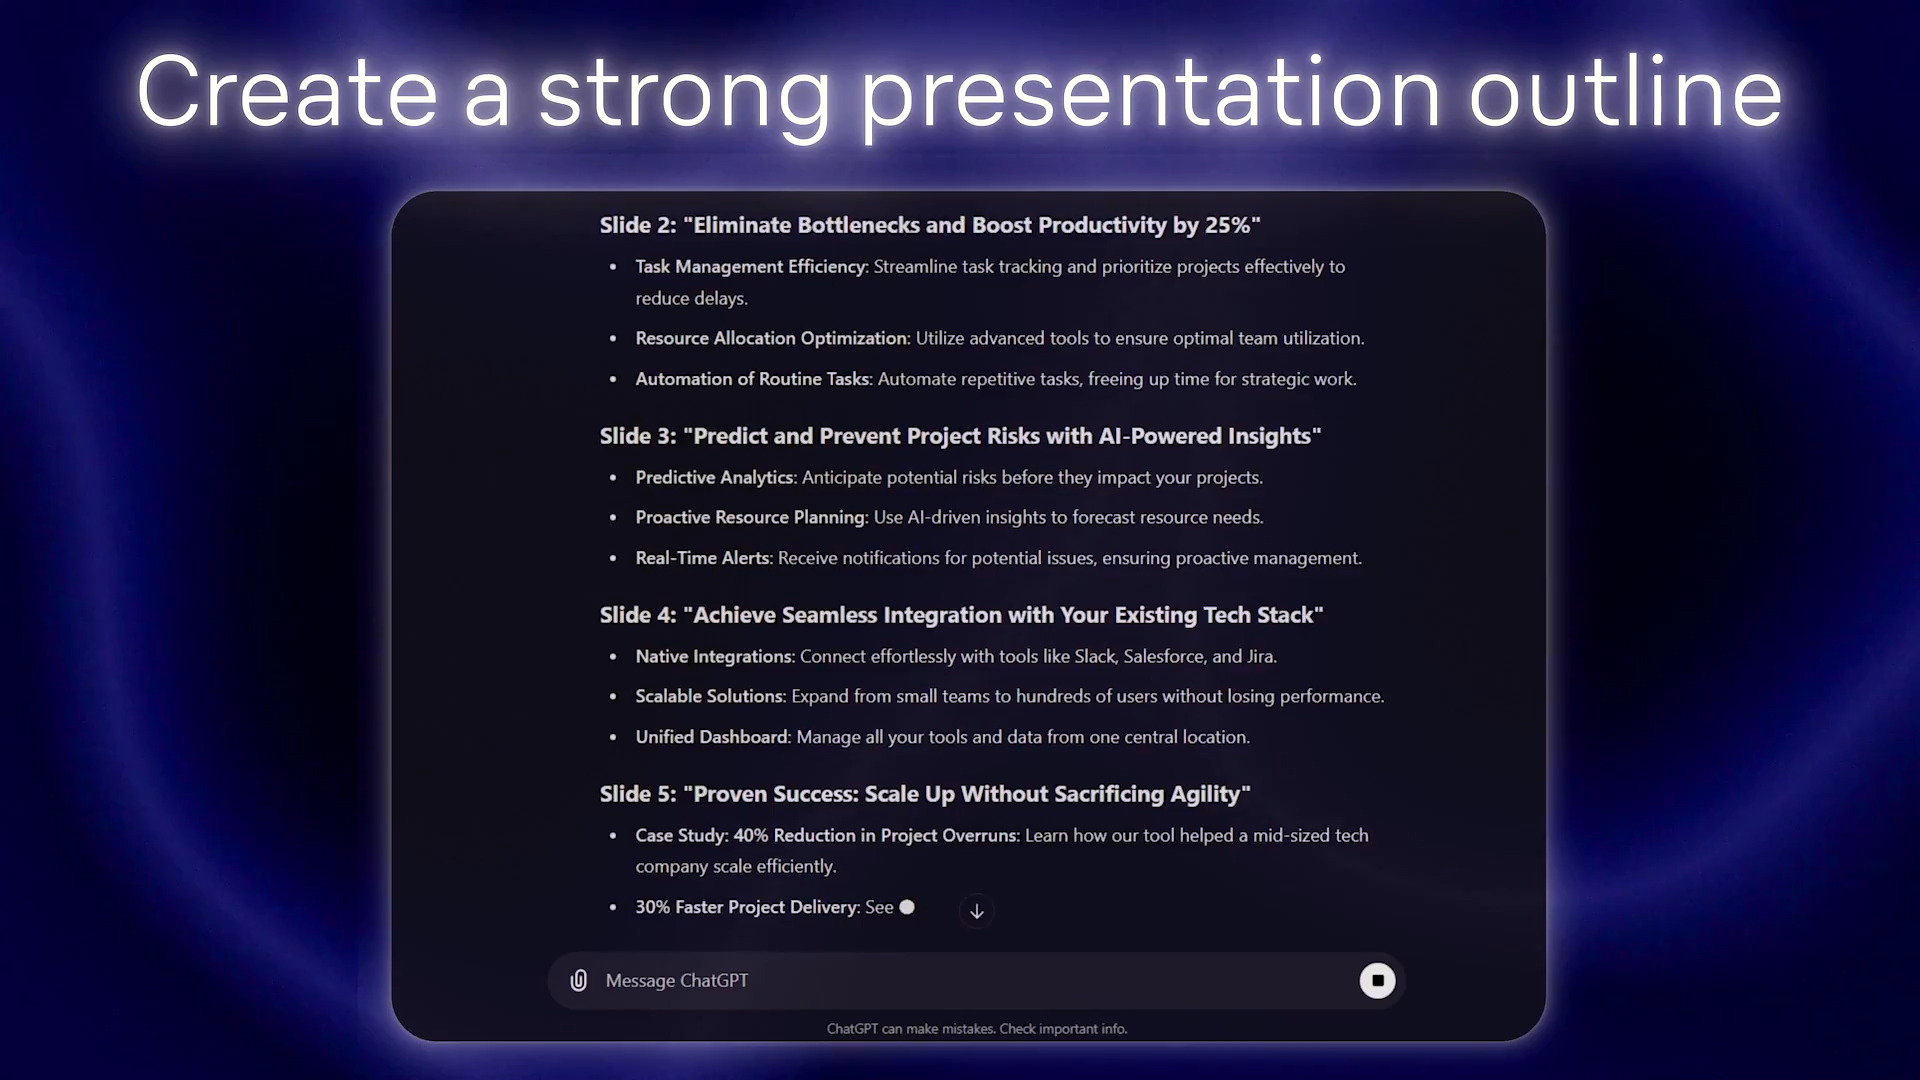 Create a strong presentation outline
Slide 2: "Eliminate Bottlenecks and Boost Productivity by 25%"
• Task Management Efficiency: Streamline task tracking and prioritize projects effectively to
reduce delays.
• Resource Allocation Optimization: Utilize advanced tools to ensure optimal team utilization.
• Automation of Routine Tasks: Automate repetitive tasks, freeing up time for strategic work.
Slide 3: "Predict and Prevent Project Risks with AI-Powered Insights"
• Predictive Analytics: Anticipate potential risks before they impact your projects.
• Proactive Resource Planning: Use AI-driven insights to forecast resource needs.
• Real-Time Alerts: Receive notifications for potential issues, ensuring proactive management.
Slide 4: "Achieve Seamless Integration with Your Existing Tech Stack"
• Native Integrations: Connect effortlessly with tools like Slack, Salesforce, and Jira.
• Scalable Solutions: Expand from small teams to hundreds of users without losing performance.
• Unified Dashboard: Manage all your tools and data from one central location.
Slide 5: "Proven Success: Scale Up Without Sacrificing Agility"
• Case Study: 40% Reduction in Project Overruns: Learn how our tool helped a mid-sized tech
company scale efficiently.
• 30% Faster Project Delivery: See
Message ChatGPT
ChatGPT can make mistakes. Check important info.